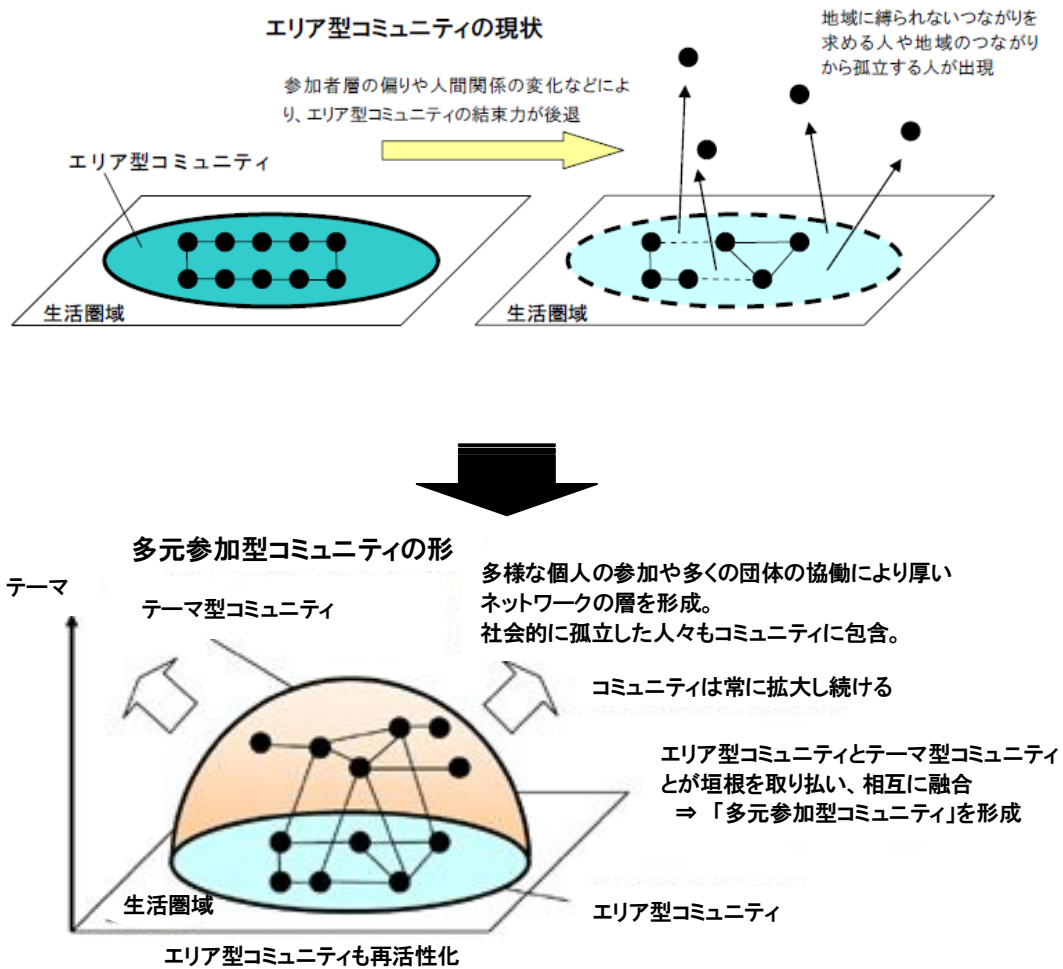 エリア型コミュニティの現状
地域に縛られないつながりを
求める人や地域のつながり
から孤立する人が出現
参加者層の偏りや人間関係の変化などによ
り、エリア型コミュニティの結束力が後退
エリア型コミュニティ
生活圏域
生活圏域
多元参加型コミュニティの形
テーマ
テーマ型コミュニティ
多様な個人の参加や多くの団体の協働により厚い
ネットワークの層を形成。
社会的に孤立した人々もコミュニティに包含。
コミュニティは常に拡大し続ける
エリア型コミュニティとテーマ型コミュニティ
とが垣根を取り払い、相互に融合
⇒ 「多元参加型コミュニティ」を形成
生活圏域
エリア型コミュニティ
エリア型コミュニティも再活性化